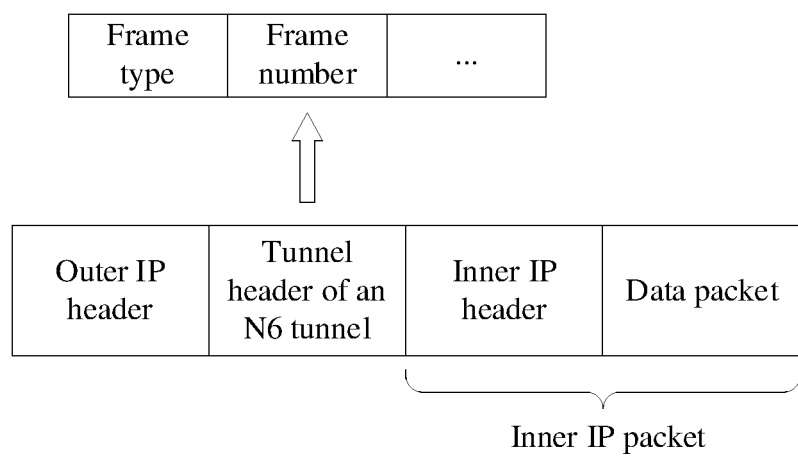 Frame
type
Frame
number
...
Outer IP
header
Tunnel
header of an
N6 tunnel
Inner IP
header
Data packet
Inner IP packet